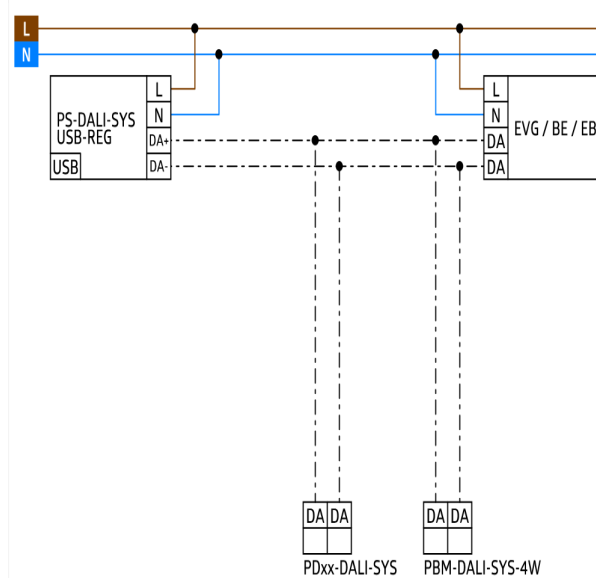 L
N
PS-DALI-SYS
USB-REG
USB
L
N
DA+
DA-
L
N
DA
DA
EVG / BE / EB
DA DA
DA DA
PDxx-DALI-SYS
PBM-DALI-SYS-4W